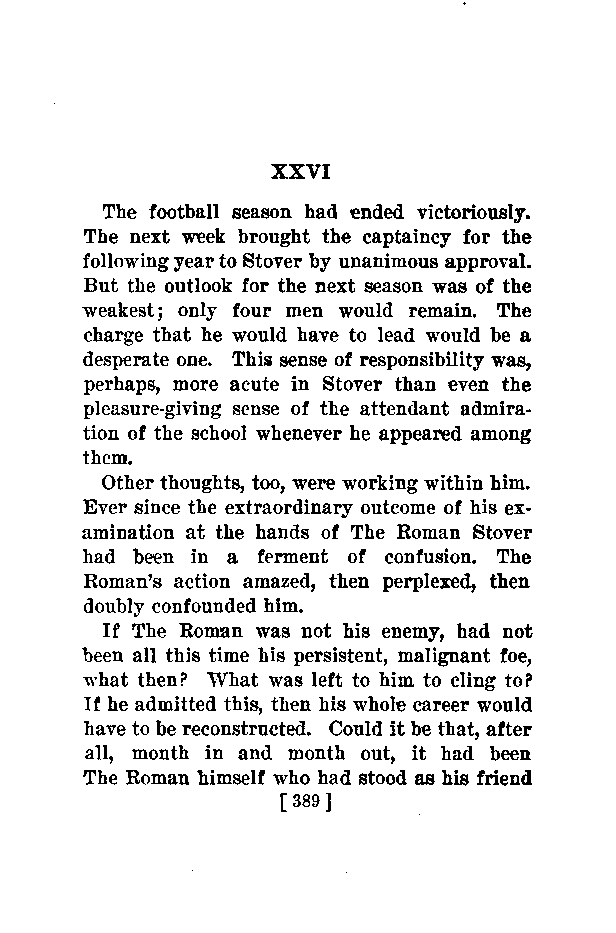 XXVI
The football season had ended victoriously.
The next week brought the captaincy for the
following year to Stover by unanimous approval.
But the outlook for the next season was of the
weakest; only four men would remain. The
charge that he would have to lead would be a
desperate one. This sense of responsibility was,
perhaps, more acute in Stover than even the
pleasure-giving sense of the attendant admira-
tion of the school whenever he appeared among
them.
Other thoughts, too, were working within him.
Ever since the extraordinary outcome of his ex-
amination at the hands of The Roman Stover
had been in a ferment of confusion. The
Roman's action amazed, then perplexed, then
doubly confounded him.
If The Roman was not his enemy, had not
been all this time his persistent, malignant foe,
what then? What was left to him to cling to?
If he admitted this, then his whole career would
have to be reconstructed. Could it be that, after
all, month in and month out, it had been
The Roman himself who had stood as his friend
[ 389 ]